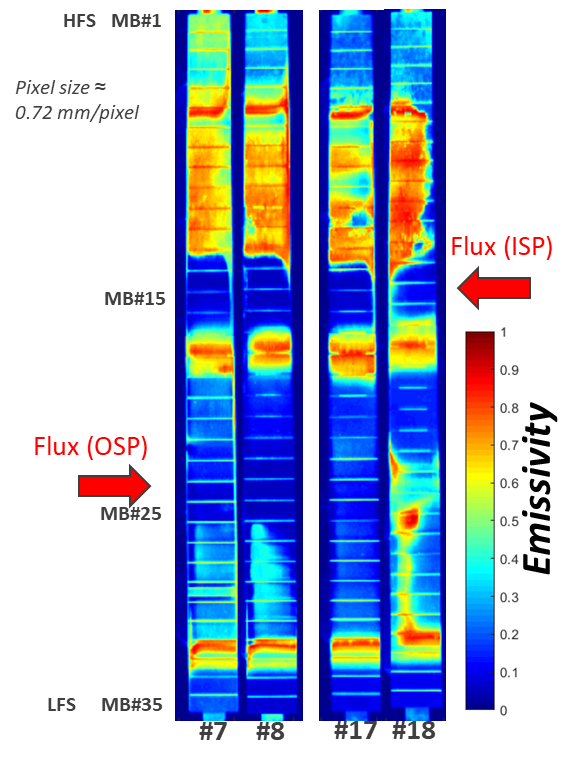 HFS MB#1
Pixel size ≈
0.72 mm/pixel
Flux (ISP)
MB#15
1
0.9
0.8
0.7
0.6
0.5
0.4
0.3
0.2
0.1
0
Emissivity
Flux (OSP)
MB#25
LFS MB#35
#7 #8 #17 #18